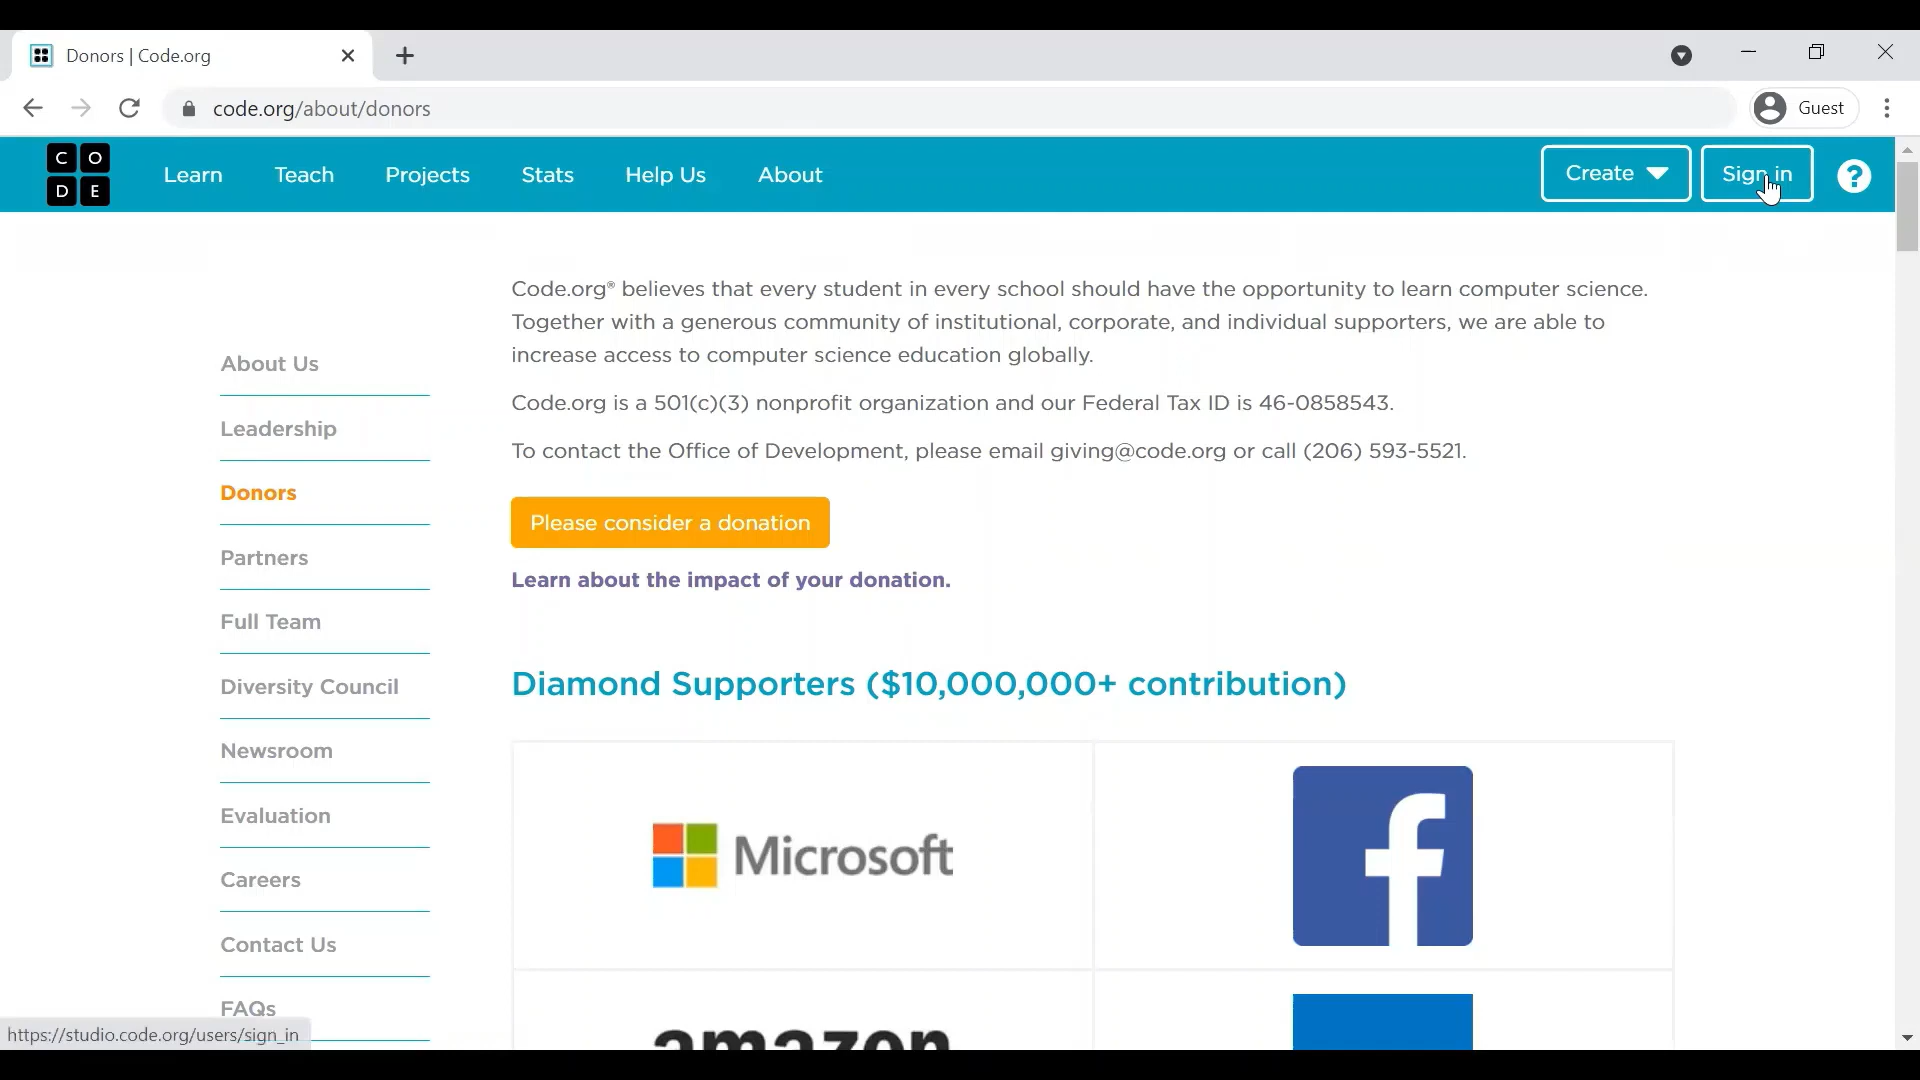 Donors | Code.org
code.org/about/donors
Guest
C O
D E
Learn
Teach
Projects
Stats
Help Us
About
Create
Sign in
?
Code.org® believes that every student in every school should have the opportunity to learn computer science.
Together with a generous community of institutional, corporate, and individual supporters, we are able to
increase access to computer science education globally.
Code.org is a 501(c)(3) nonprofit organization and our Federal Tax ID is 46-0858543.
To contact the Office of Development, please email giving@code.org or call (206) 593-5521.
Please consider a donation
Learn about the impact of your donation.
About Us
Leadership
Donors
Partners
Full Team
Diversity Council
Newsroom
Evaluation
Careers
Contact Us
FAQs
Diamond Supporters ($10,000,000+ contribution)
Microsoft
f
amazon
https://studio.code.org/users/sign_in